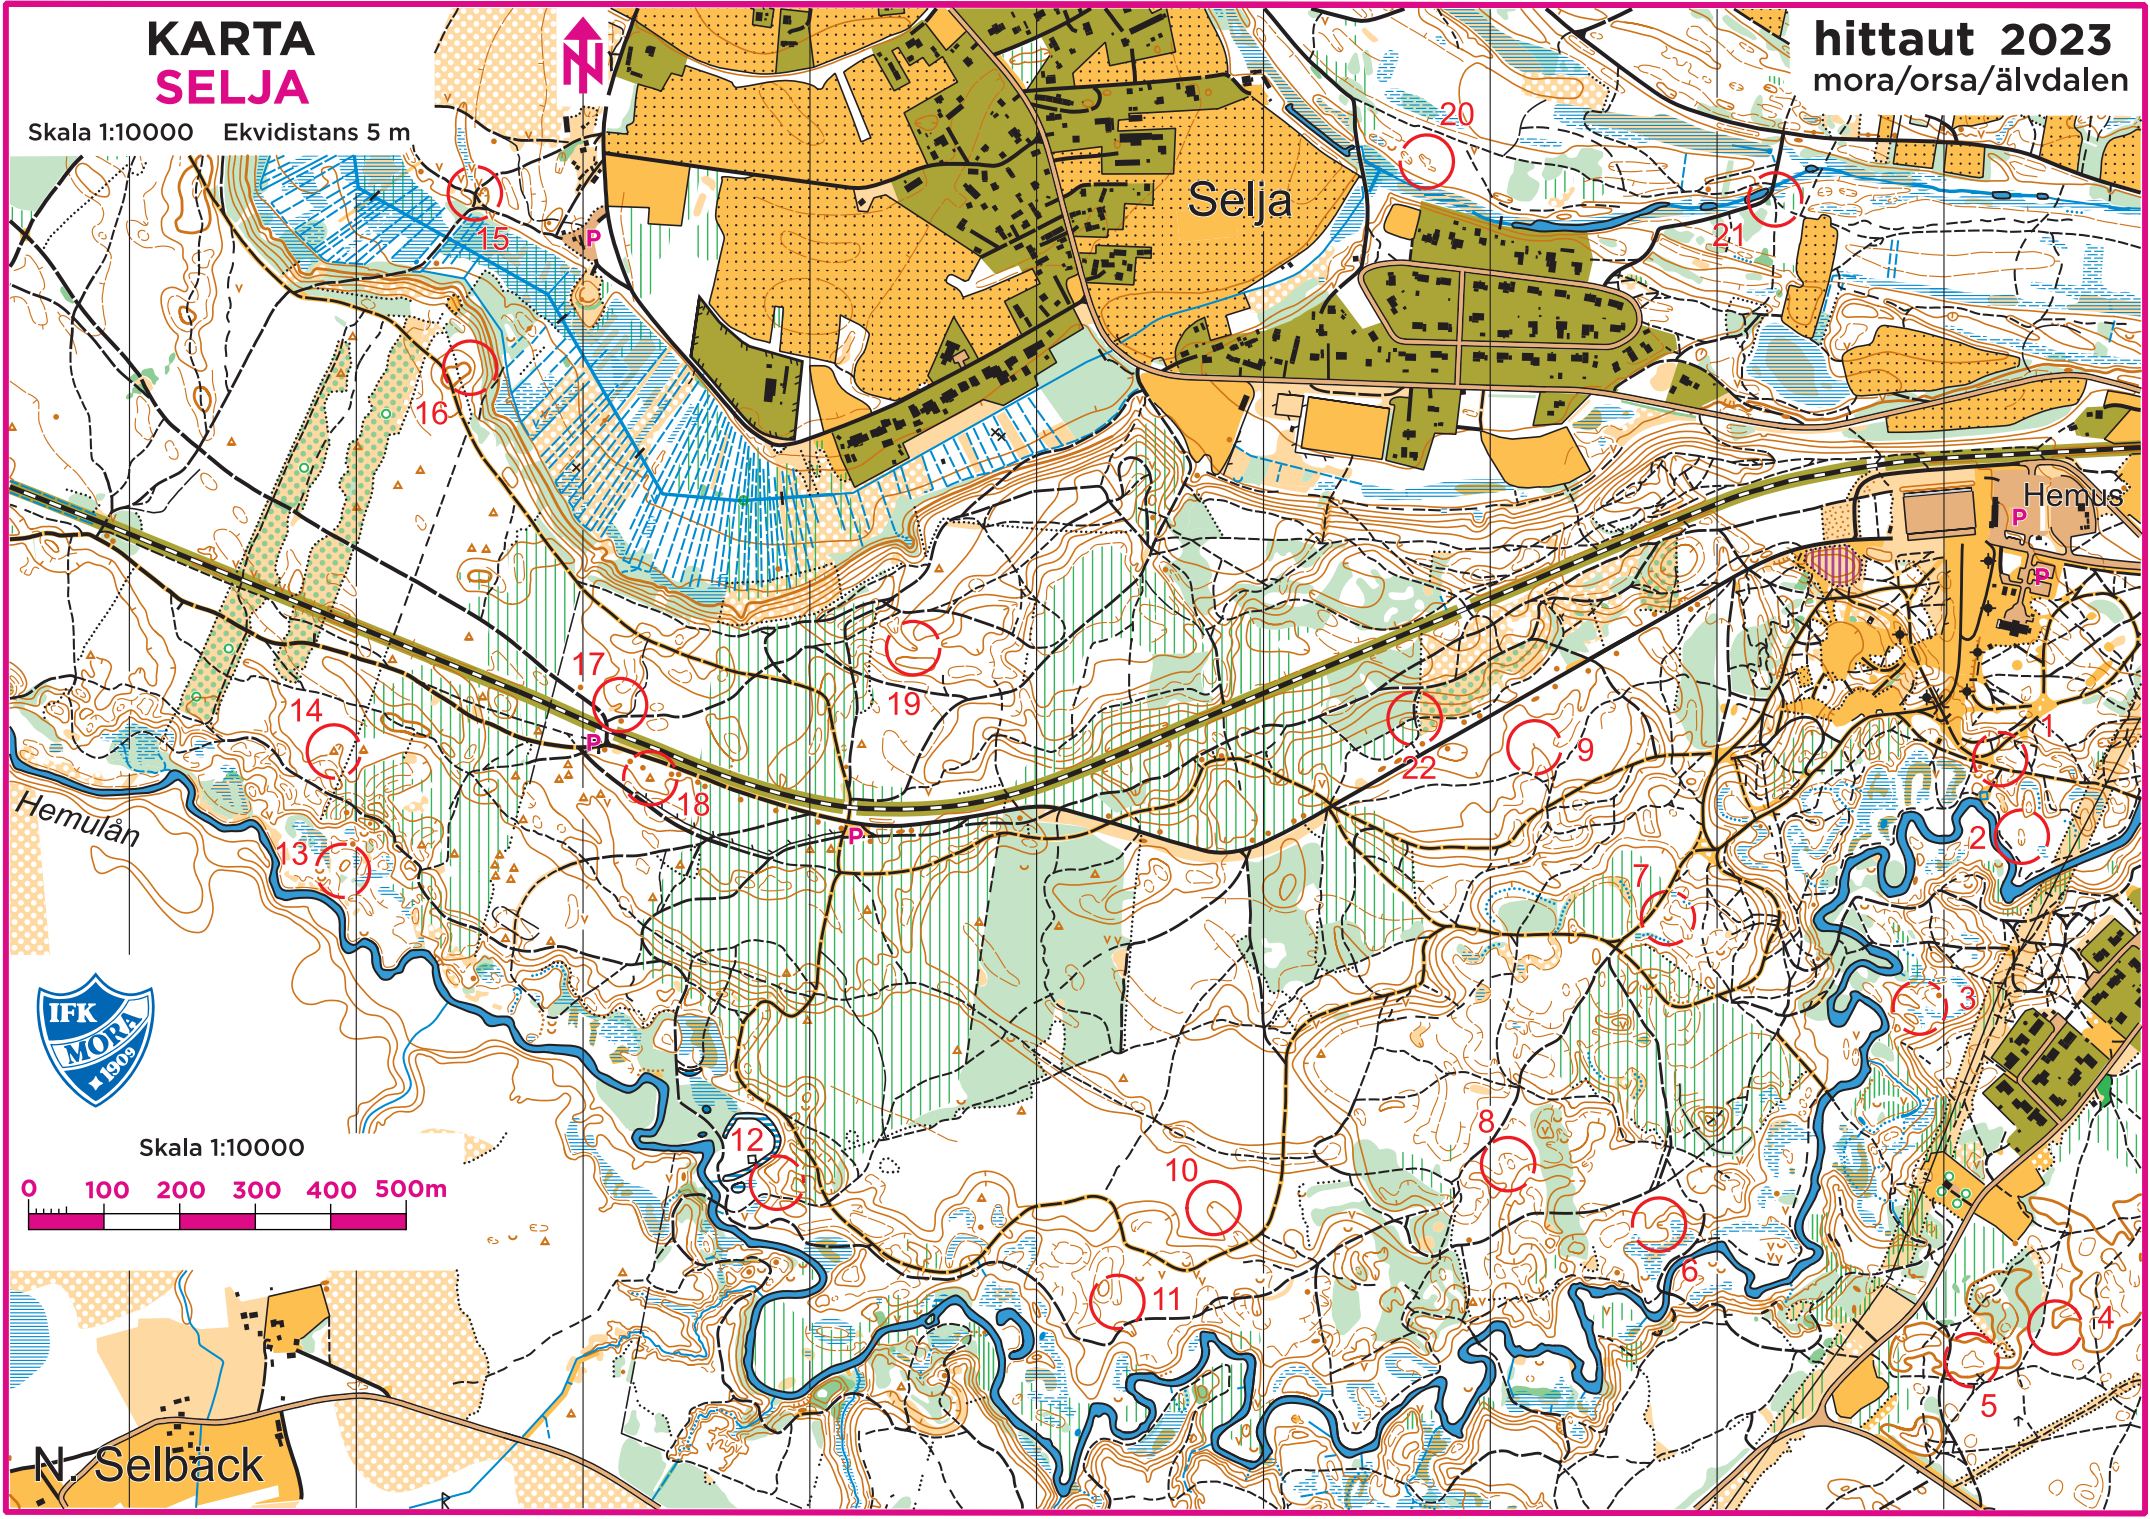 KARTA
SELJA
Skala 1:10000 Ekvidistans 5 m
N
hittaut 2023
mora/orsa/älvdalen
20
Selja
15
P
21
16
Hemus
P
P
17
14
19
1
P
22
9
18
P
Hemulån
13
2
7
3
IFK
MORA
1909
8
12
10
Skala 1:10000
0 100 200 300 400 500m
6
11
4
5
N. Selbäck